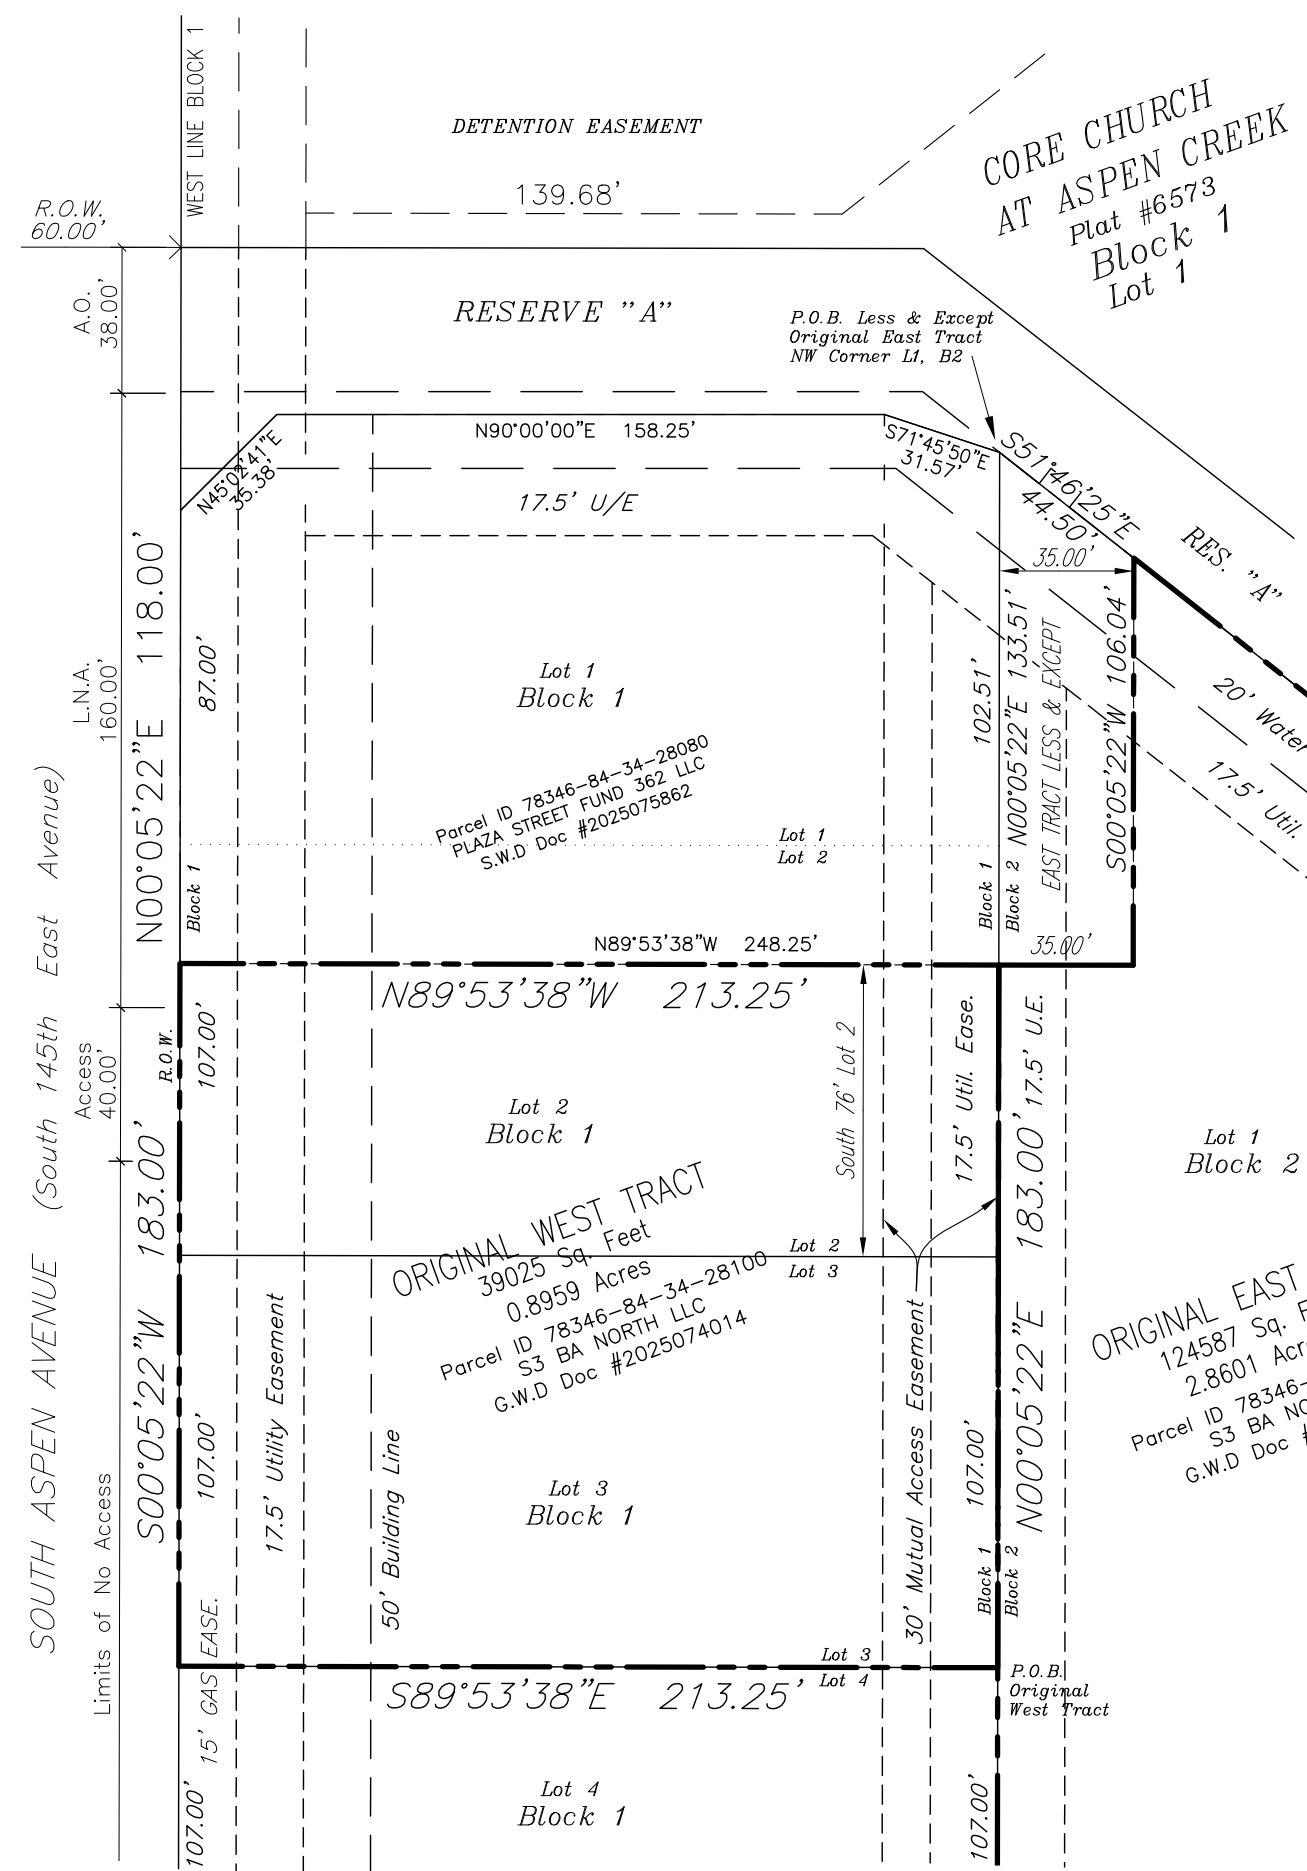 WEST LINE BLOCK 1
DETENTION EASEMENT
139.68'
CORE CHURCH
AT ASPEN CREEK
Plat #6573
Block 1
Lot 1
R.O.W.
60.00'
A.O.
38.00'
RESERVE "A"
P.O.B. Less & Except
Original East Tract
NW Corner L1, B2
N90°00'00"E 158.25'
S71°45'50"E
31.57'
S51°46'25"E
44.50'
N45°02'41"E
35.38'
17.5' U/E
35.00'
RES. "A"
N00°05'22"E 118.00'
87.00'
L.N.A.
160.00'
Lot 1
Block 1
102.51'
N00°05'22"E 133.51'
EAST TRACT LESS & EXCEPT
S00°05'22"W 106.04'
20' Water
17.5' Util.
Parcel ID 78346-84-34-28080
PLAZA STREET FUND 362 LLC
S.W.D Doc #2025075862
Lot 1
Lot 2
Block 1
Block 1
Block 2
N89°53'38"W 248.25'
35.00'
N89°53'38"W 213.25'
SOUTH ASPEN AVENUE (South 145th East Avenue)
R.O.W.
107.00'
Access
40.00'
South 76' Lot 2
17.5' Util. Ease.
17.5' U.E.
Lot 2
Block 1
183.00'
183.00'
Lot 1
Block 2
ORIGINAL WEST TRACT
39025 Sq. Feet
0.8959 Acres
Parcel ID 78346-84-34-28100
S3 BA NORTH LLC
G.W.D Doc #2025074014
Lot 2
Lot 3
ORIGINAL EAST
124587 Sq. F
2.8601 Acr
Parcel ID 78346-
S3 BA NO
G.W.D Doc #
S00°05'22"W
107.00'
17.5' Utility Easement
50' Building Line
30' Mutual Access Easement
107.00'
N00°05'22"E
Lot 3
Block 1
Block 1
Block 2
Limits of No Access
15' GAS EASE.
Lot 3
Lot 4
S89°53'38"E 213.25'
P.O.B.
Original
West Tract
Lot 4
Block 1
107.00'
107.00'